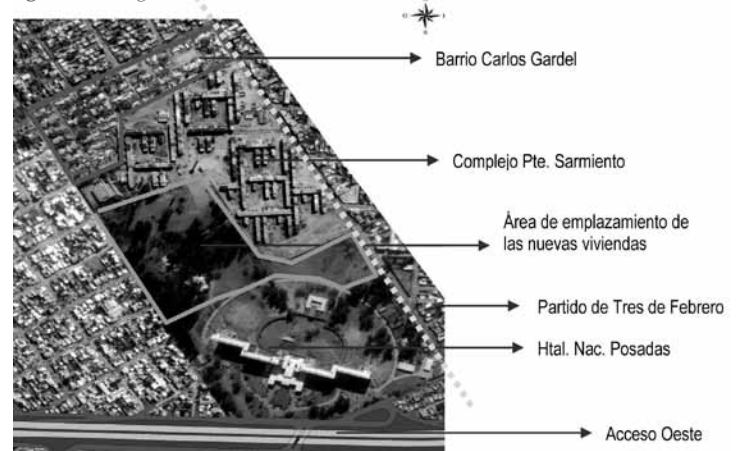 Barrio Carlos Gardel
Complejo Pte. Sarmiento
Área de emplazamiento de
las nuevas viviendas
Partido de Tres de Febrero
Htal. Nac. Posadas
Acceso Oeste